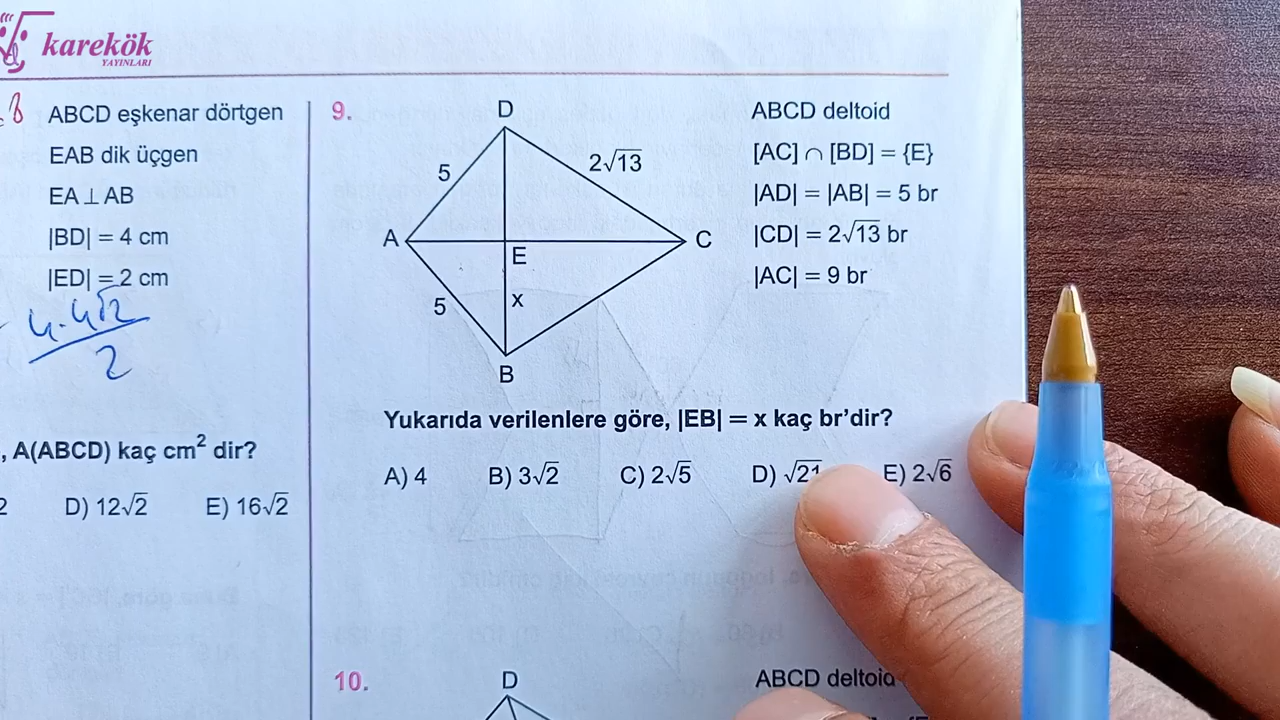 karekök
YAYINLARI
ABCD eşkenar dörtgen
EAB dik üçgen
EA ⊥ AB
|BD| = 4 cm
|ED| = 2 cm
4.4√2
2
, A(ABCD) kaç cm² dir?
D) 12√2 E) 16√2
9.
D
5
2√13
A
E
C
5
x
B
ABCD deltoid
[AC] ∩ [BD] = {E}
|AD| = |AB| = 5 br
|CD| = 2√13 br
|AC| = 9 br
Yukarıda verilenlere göre, |EB| = x kaç br'dir?
A) 4 B) 3√2 C) 2√5 D) √21 E) 2√6
10.
D
ABCD deltoid